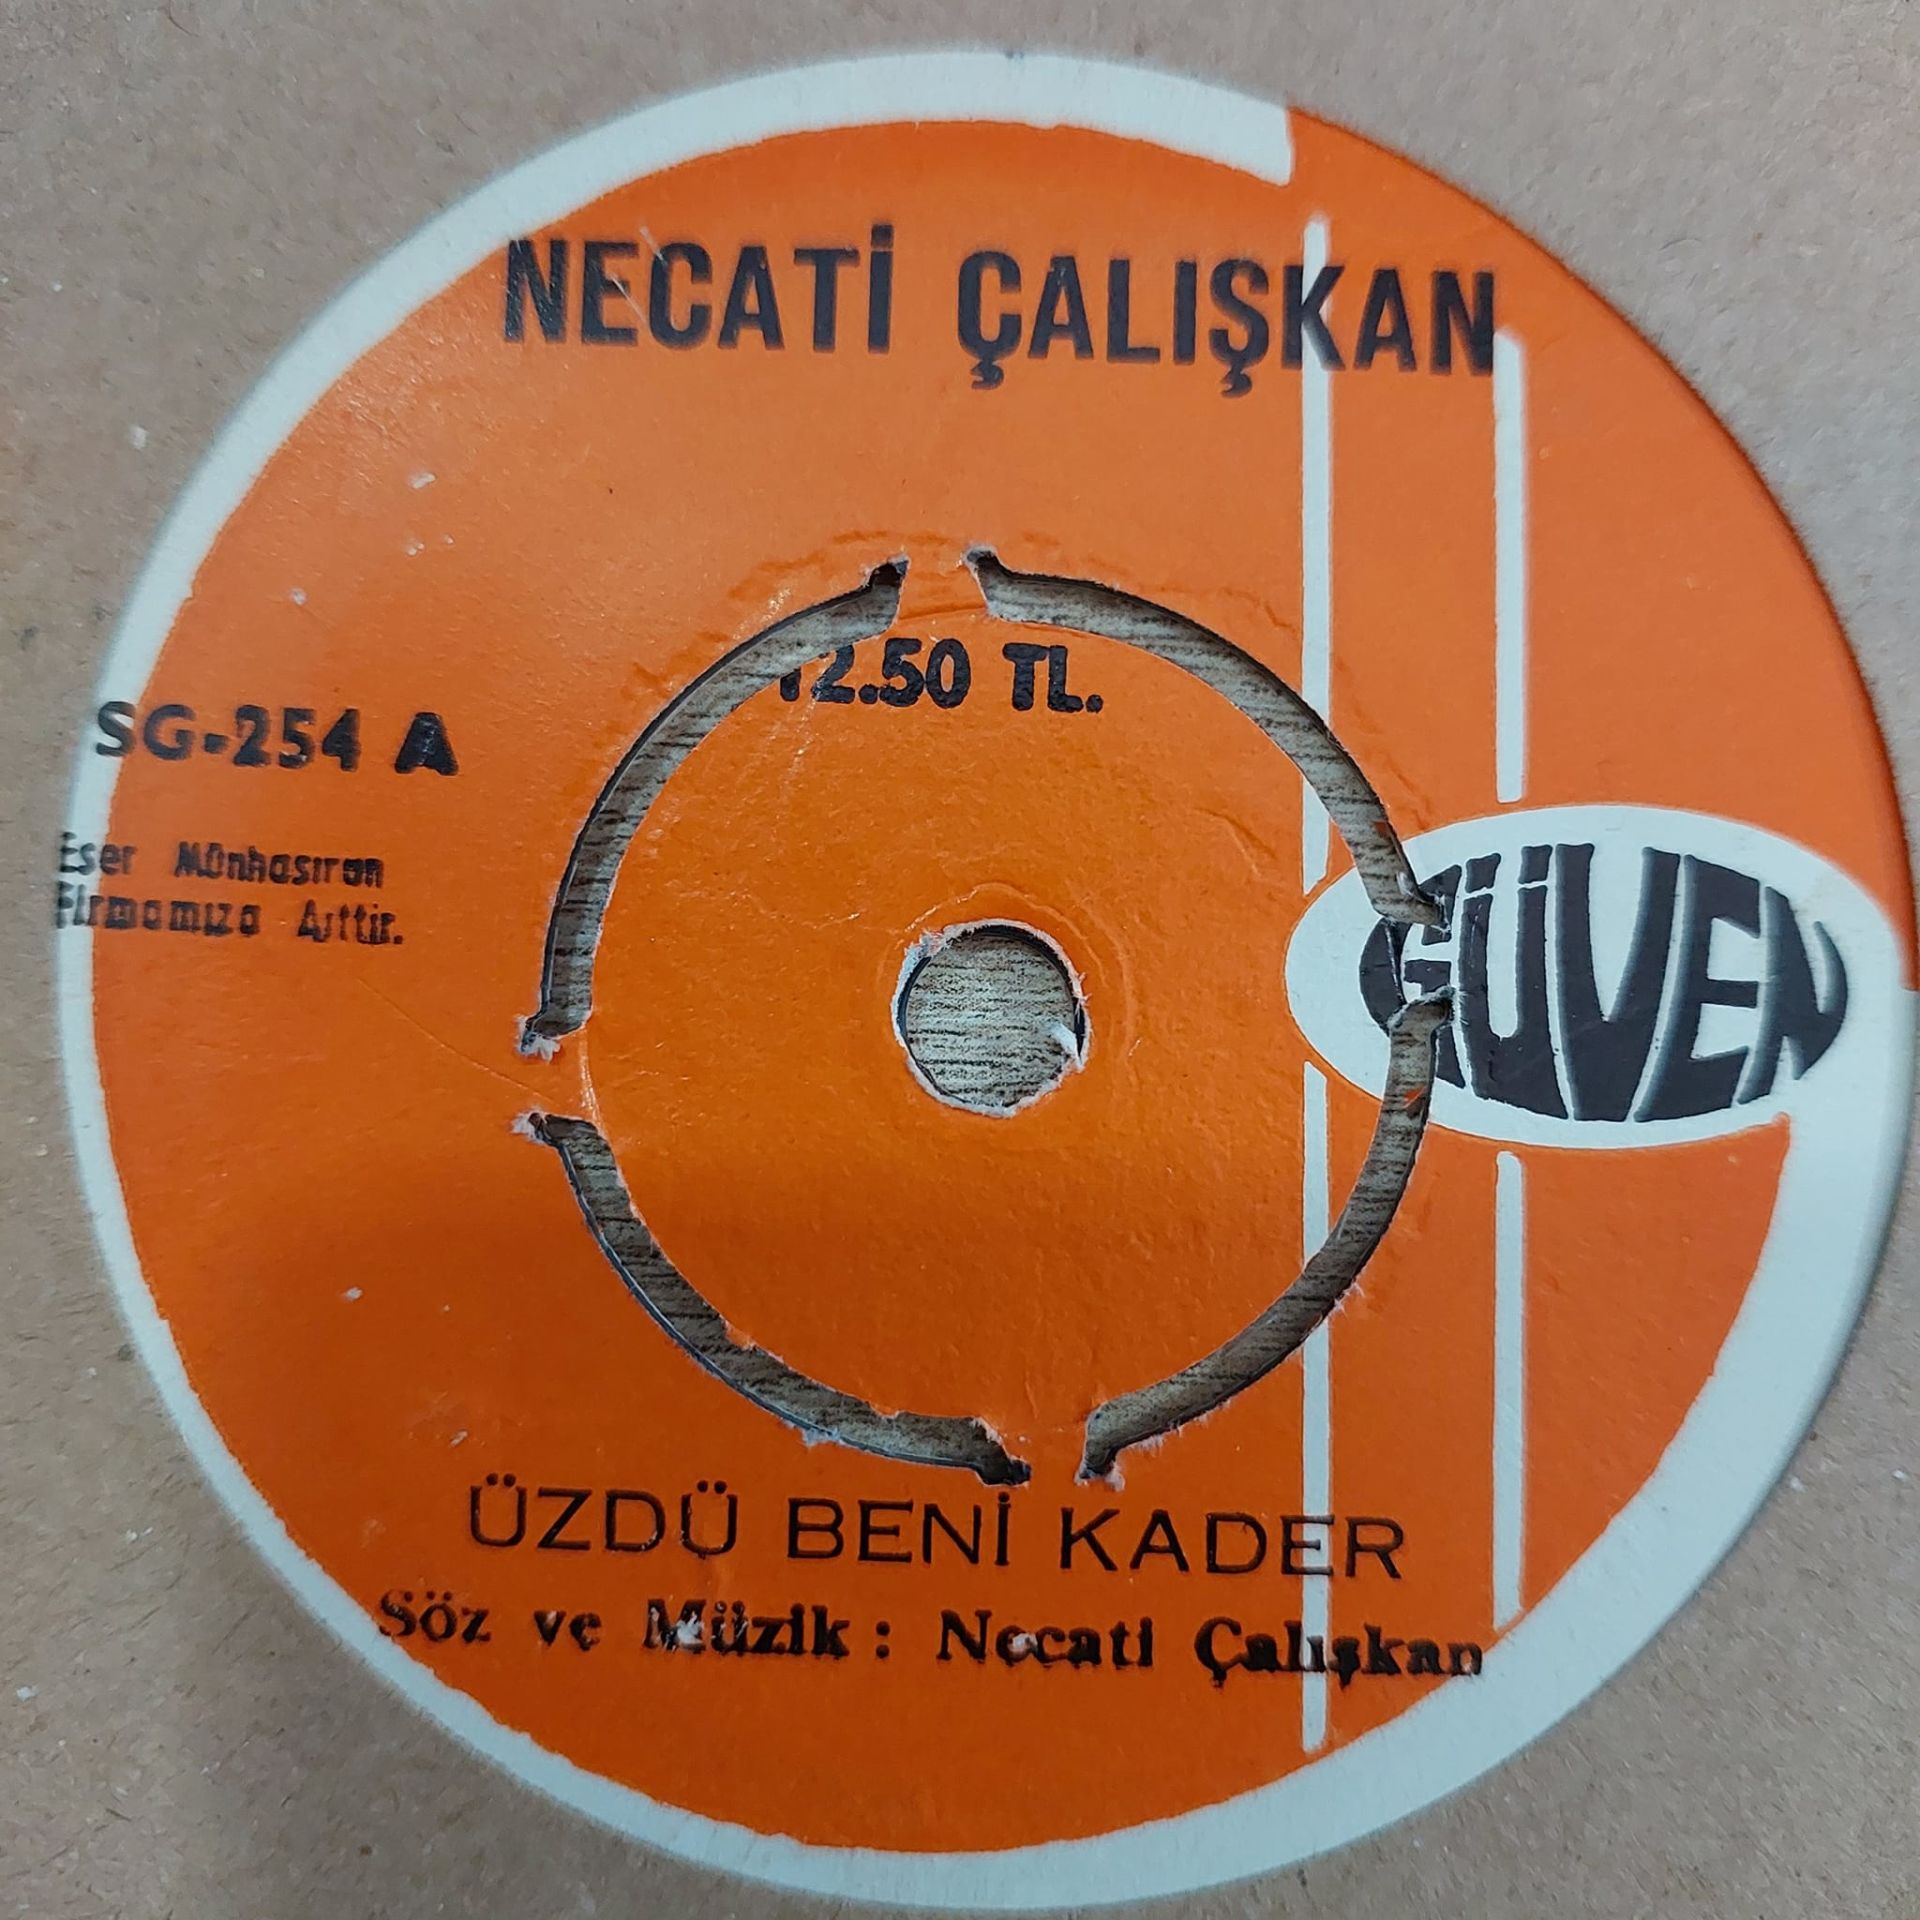 NECATİ ÇALIŞKAN
12.50 TL.
SG-254 A
Eser Münhasıran
Firmamıza Aittir.
GÜVEN
ÜZDÜ BENİ KADER
Söz ve Müzik : Necati Çalışkan